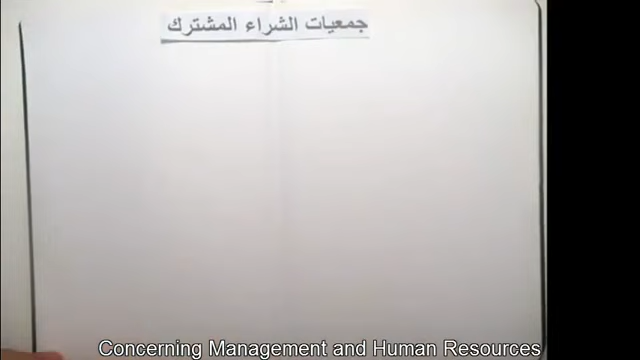 جمعيات الشراء المشترك
Concerning Management and Human Resources